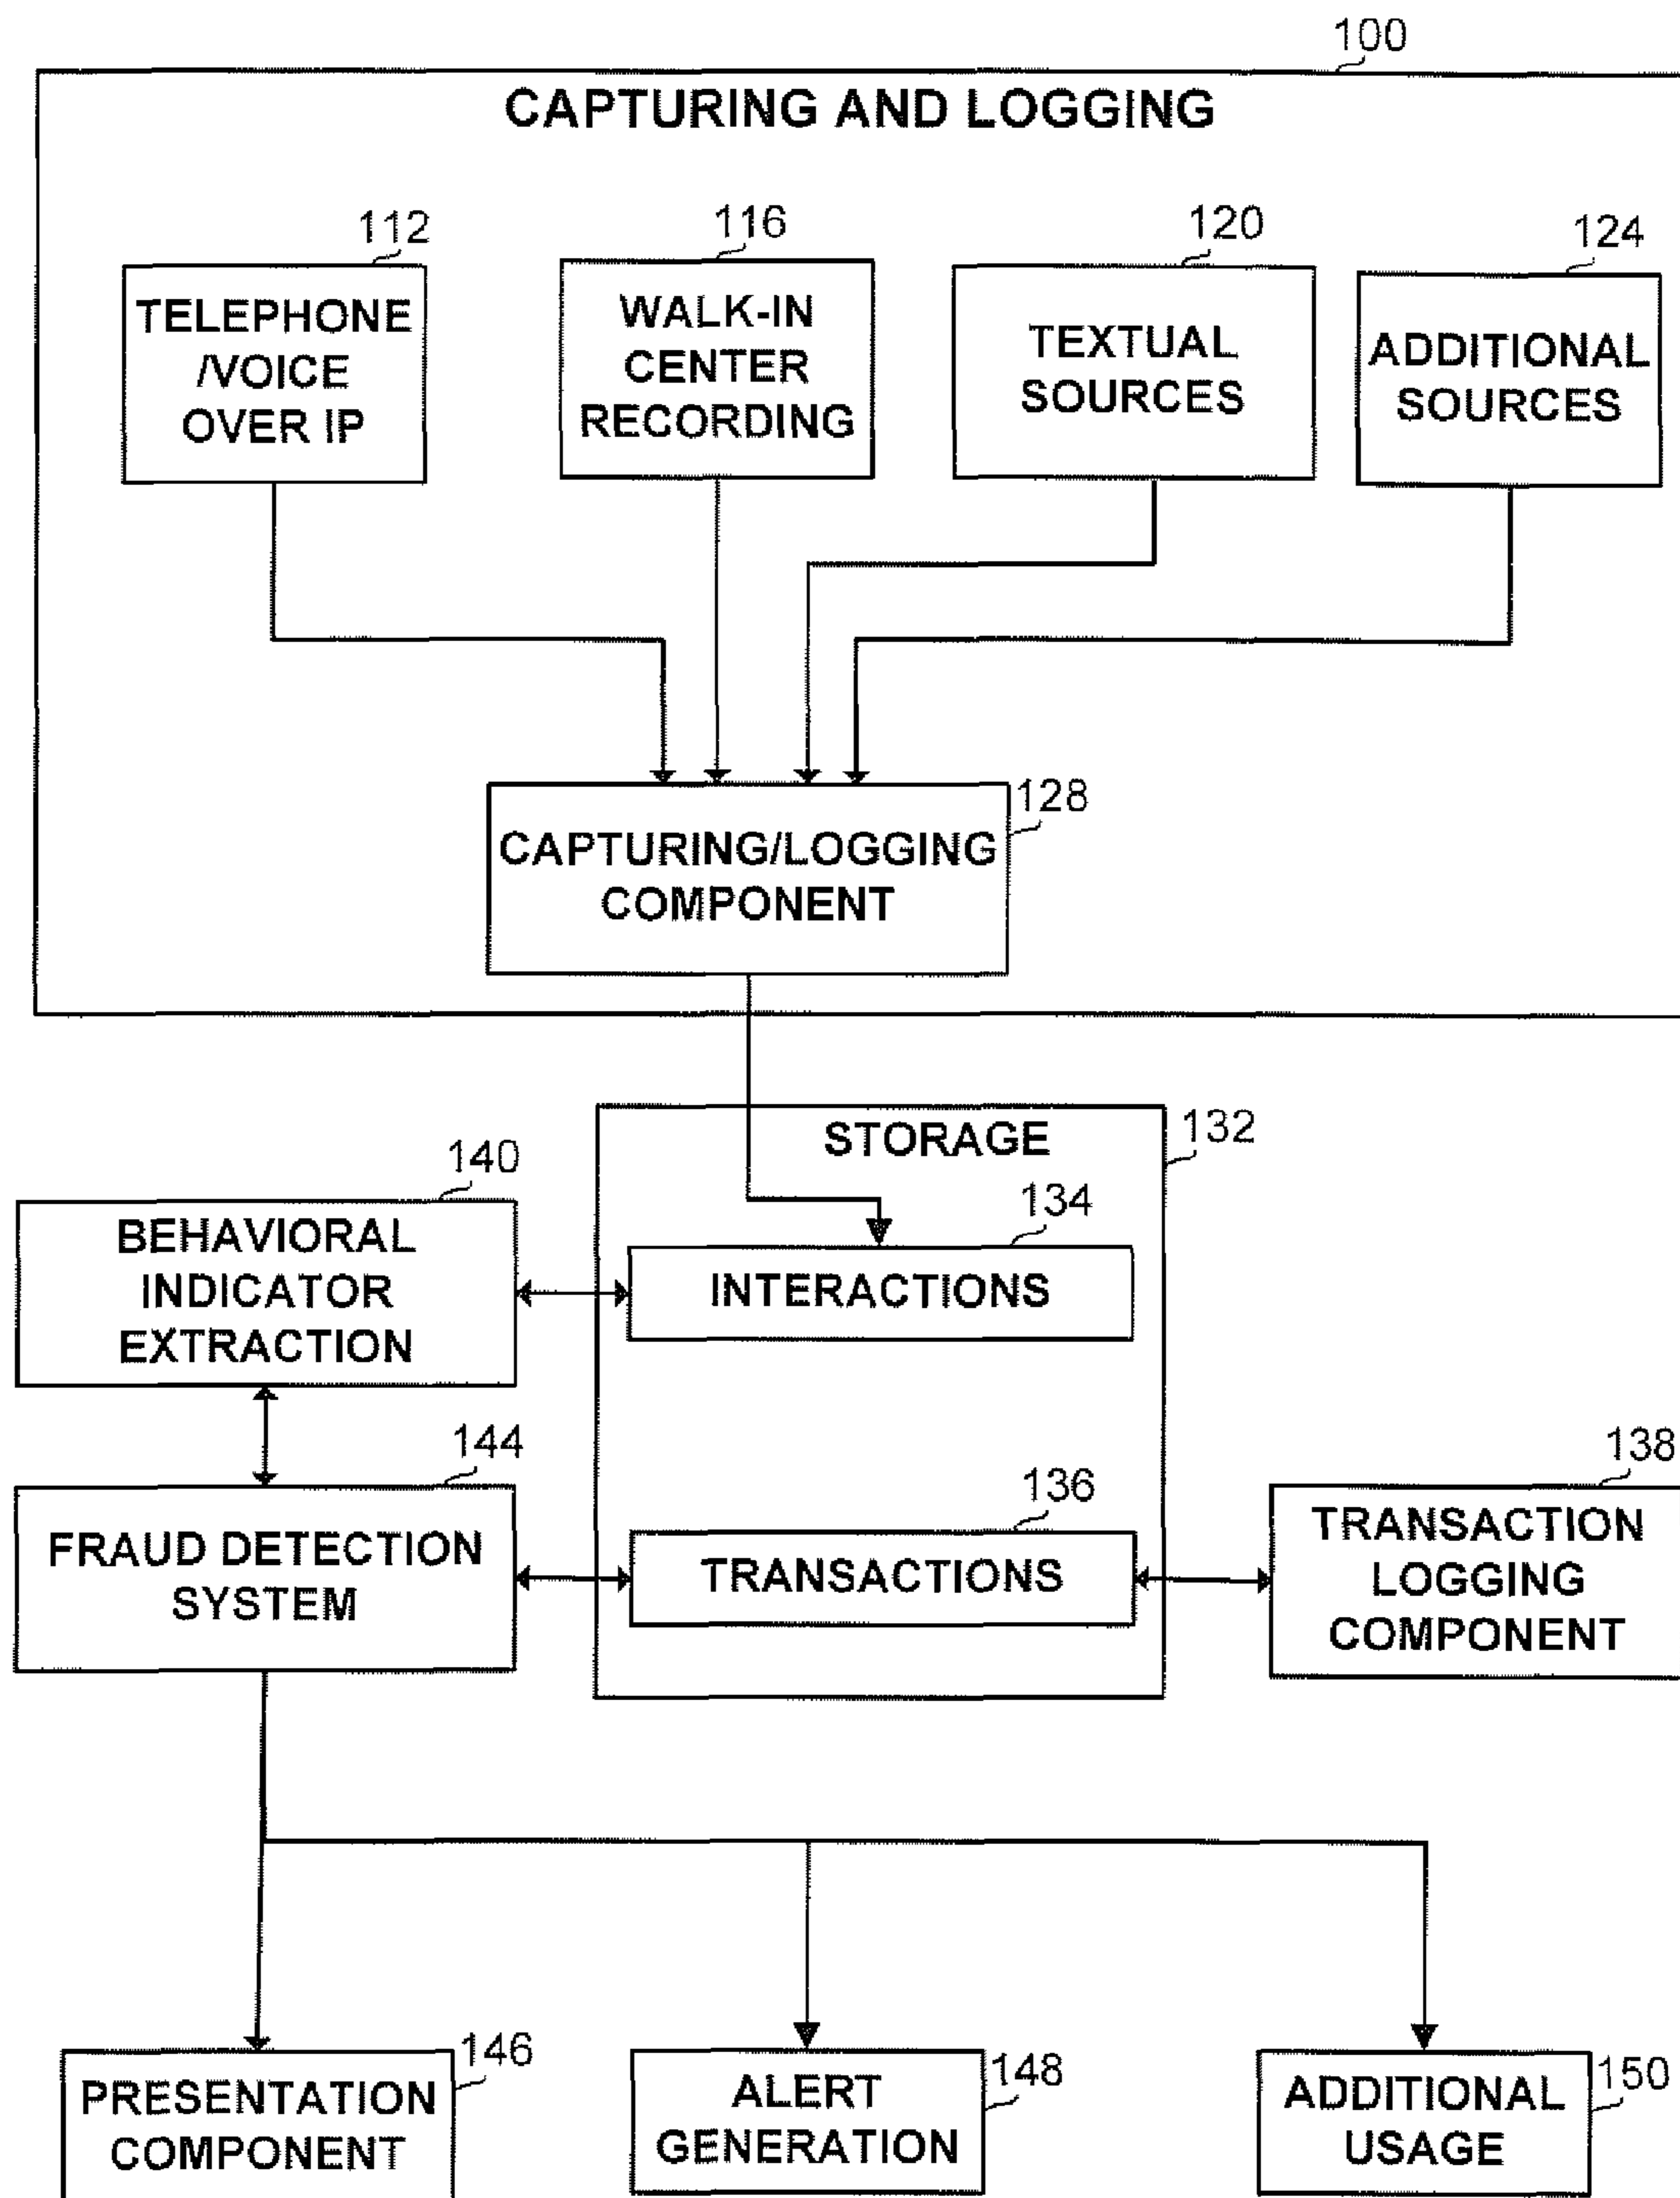 100
CAPTURING AND LOGGING
112
116
120
124
TELEPHONE
/VOICE
OVER IP
WALK-IN
CENTER
RECORDING
TEXTUAL
SOURCES
ADDITIONAL
SOURCES
128
CAPTURING/LOGGING
COMPONENT
STORAGE
132
140
134
BEHAVIORAL
INDICATOR
EXTRACTION
INTERACTIONS
144
136
138
FRAUD DETECTION
SYSTEM
TRANSACTIONS
TRANSACTION
LOGGING
COMPONENT
146
148
150
PRESENTATION
COMPONENT
ALERT
GENERATION
ADDITIONAL
USAGE